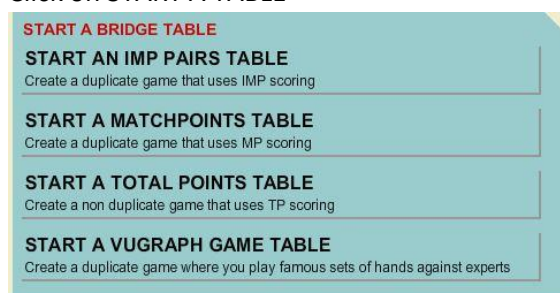 START A BRIDGE TABLE
START AN IMP PAIRS TABLE
Create a duplicate game that uses IMP scoring
START A MATCHPOINTS TABLE
Create a duplicate game that uses MP scoring
START A TOTAL POINTS TABLE
Create a non duplicate game that uses TP scoring
START A VUGRAPH GAME TABLE
Create a duplicate game where you play famous sets of hands against experts